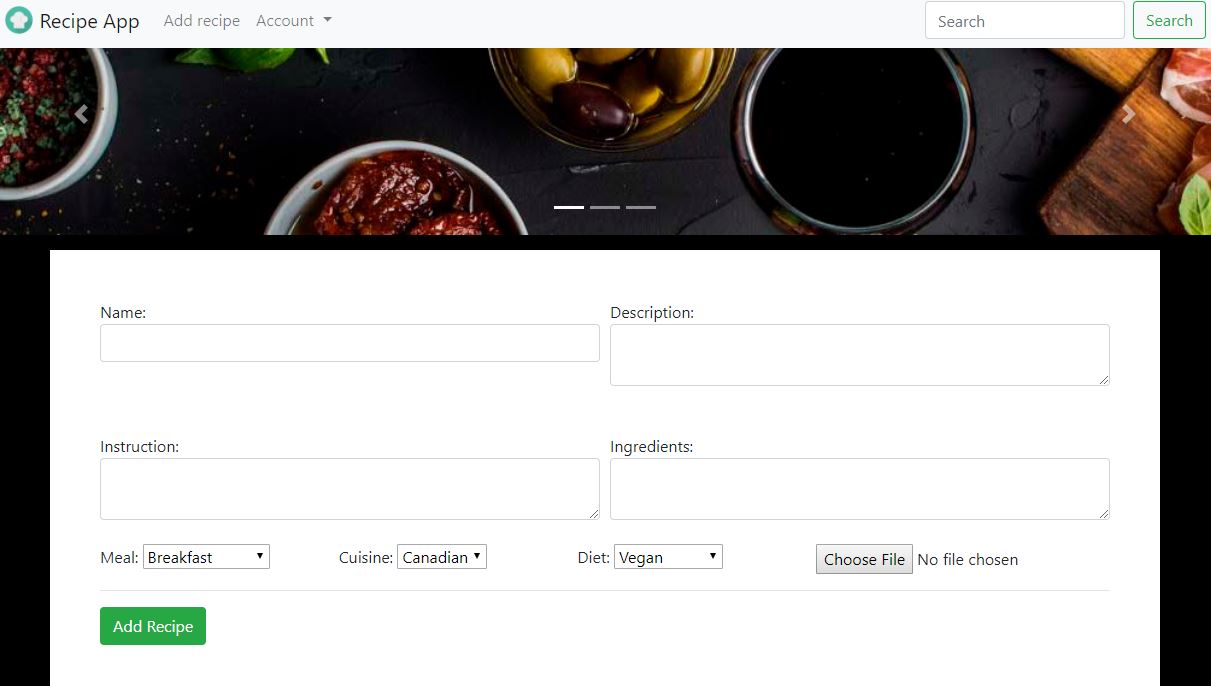 Recipe App Add recipe Account Search Search
Name: Description:
Instruction: Ingredients:
Meal: Breakfast Cuisine: Canadian Diet: Vegan Choose File No file chosen
Add Recipe